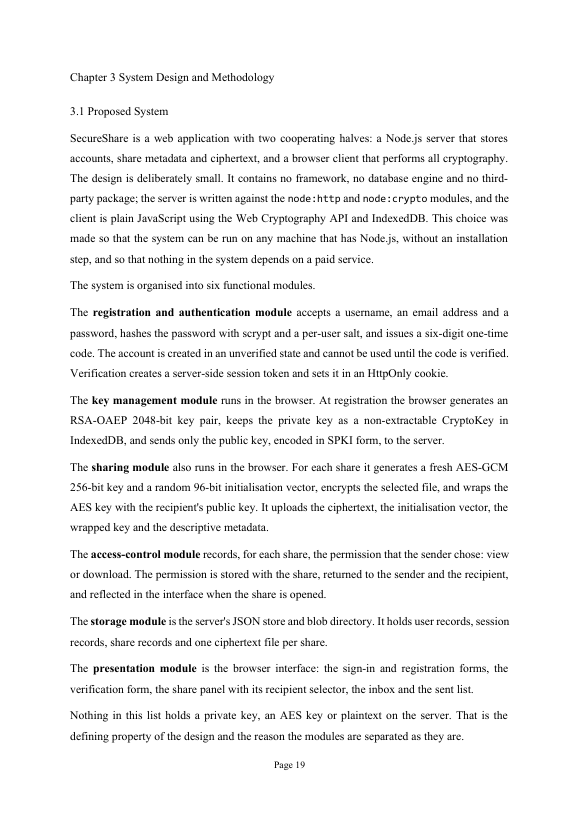 Chapter 3 System Design and Methodology
3.1 Proposed System
SecureShare is a web application with two cooperating halves: a Node.js server that stores
accounts, share metadata and ciphertext, and a browser client that performs all cryptography.
The design is deliberately small. It contains no framework, no database engine and no third-
party package; the server is written against the node:http and node:crypto modules, and the
client is plain JavaScript using the Web Cryptography API and IndexedDB. This choice was
made so that the system can be run on any machine that has Node.js, without an installation
step, and so that nothing in the system depends on a paid service.
The system is organised into six functional modules.
The registration and authentication module accepts a username, an email address and a
password, hashes the password with scrypt and a per-user salt, and issues a six-digit one-time
code. The account is created in an unverified state and cannot be used until the code is verified.
Verification creates a server-side session token and sets it in an HttpOnly cookie.
The key management module runs in the browser. At registration the browser generates an
RSA-OAEP 2048-bit key pair, keeps the private key as a non-extractable CryptoKey in
IndexedDB, and sends only the public key, encoded in SPKI form, to the server.
The sharing module also runs in the browser. For each share it generates a fresh AES-GCM
256-bit key and a random 96-bit initialisation vector, encrypts the selected file, and wraps the
AES key with the recipient's public key. It uploads the ciphertext, the initialisation vector, the
wrapped key and the descriptive metadata.
The access-control module records, for each share, the permission that the sender chose: view
or download. The permission is stored with the share, returned to the sender and the recipient,
and reflected in the interface when the share is opened.
The storage module is the server's JSON store and blob directory. It holds user records, session
records, share records and one ciphertext file per share.
The presentation module is the browser interface: the sign-in and registration forms, the
verification form, the share panel with its recipient selector, the inbox and the sent list.
Nothing in this list holds a private key, an AES key or plaintext on the server. That is the
defining property of the design and the reason the modules are separated as they are.
Page 19